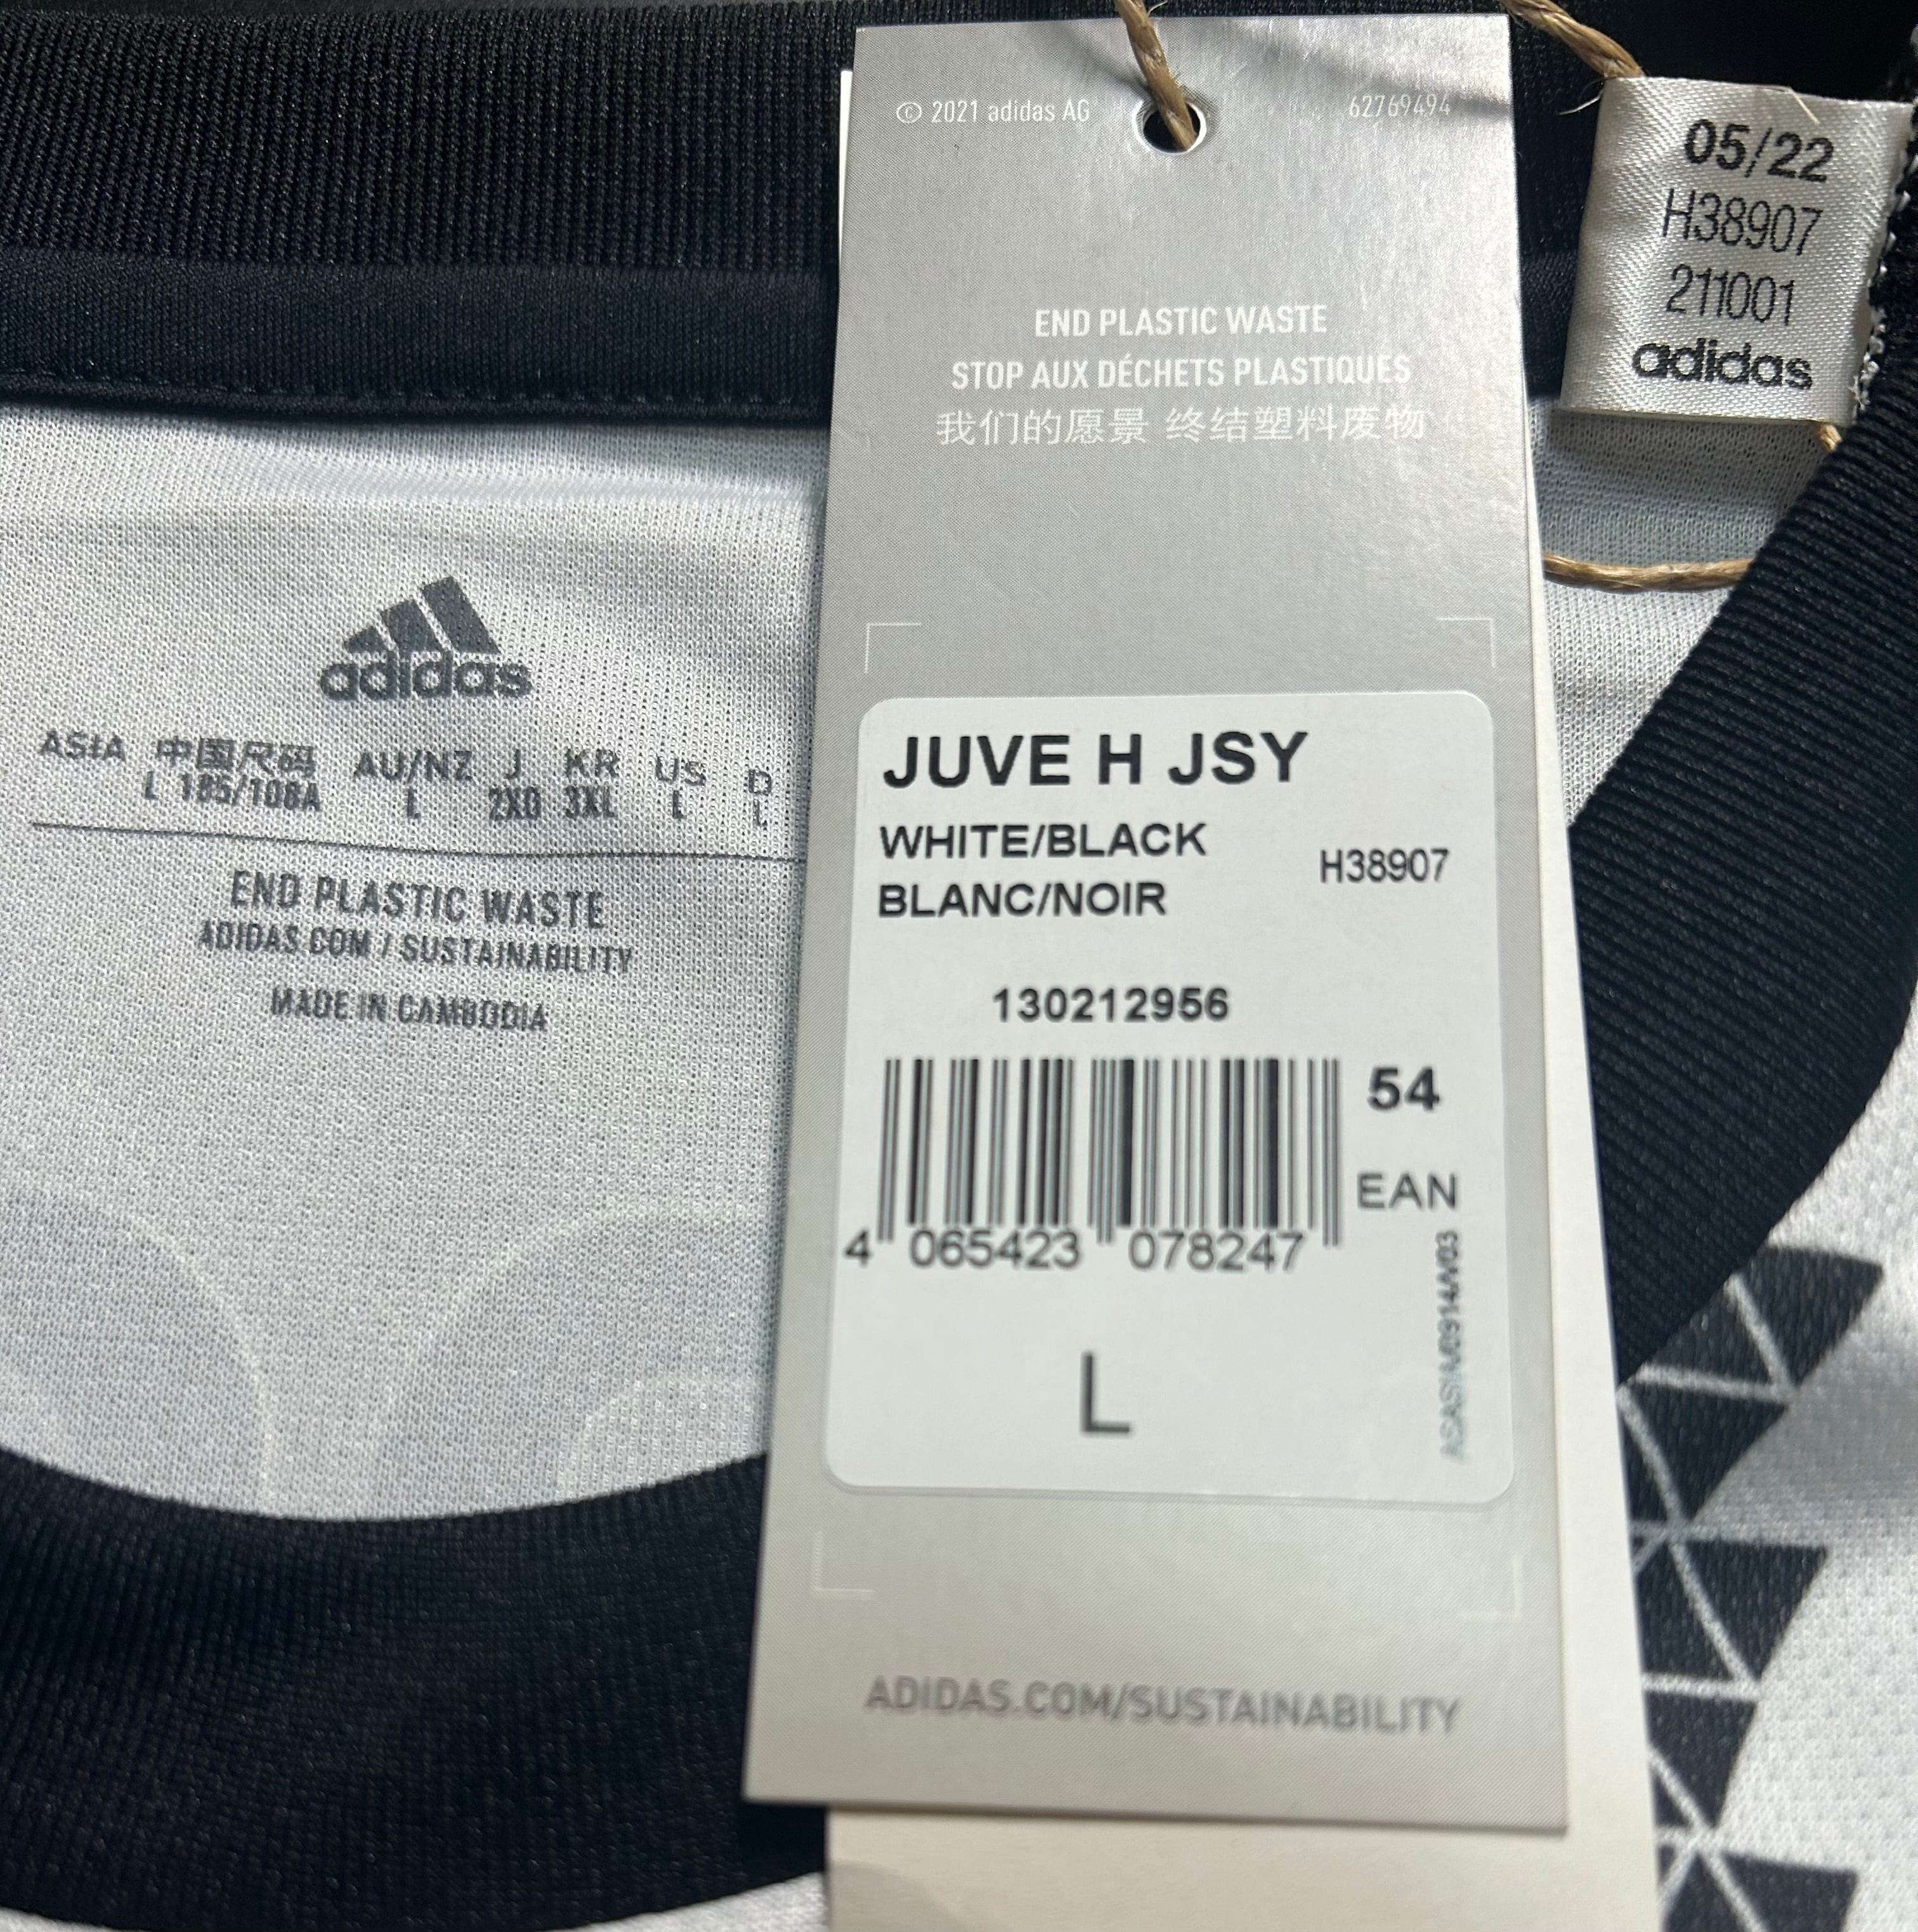 © 2021 adidas AG
62769494
END PLASTIC WASTE
STOP AUX DÉCHETS PLASTIQUES
我们的愿景 终结塑料废物
JUVE H JSY
WHITE/BLACK
BLANC/NOIR
H38907
130212956
54
EAN
4 065423 078247
L
ADIDAS.COM/SUSTAINABILITY
05/22
H38907
211001
adidas
adidas
ASIA 中国尺码 AU/NZ J KR US D
L 185/108A L 2XO 3XL L L
END PLASTIC WASTE
ADIDAS.COM / SUSTAINABILITY
MADE IN CAMBODIA